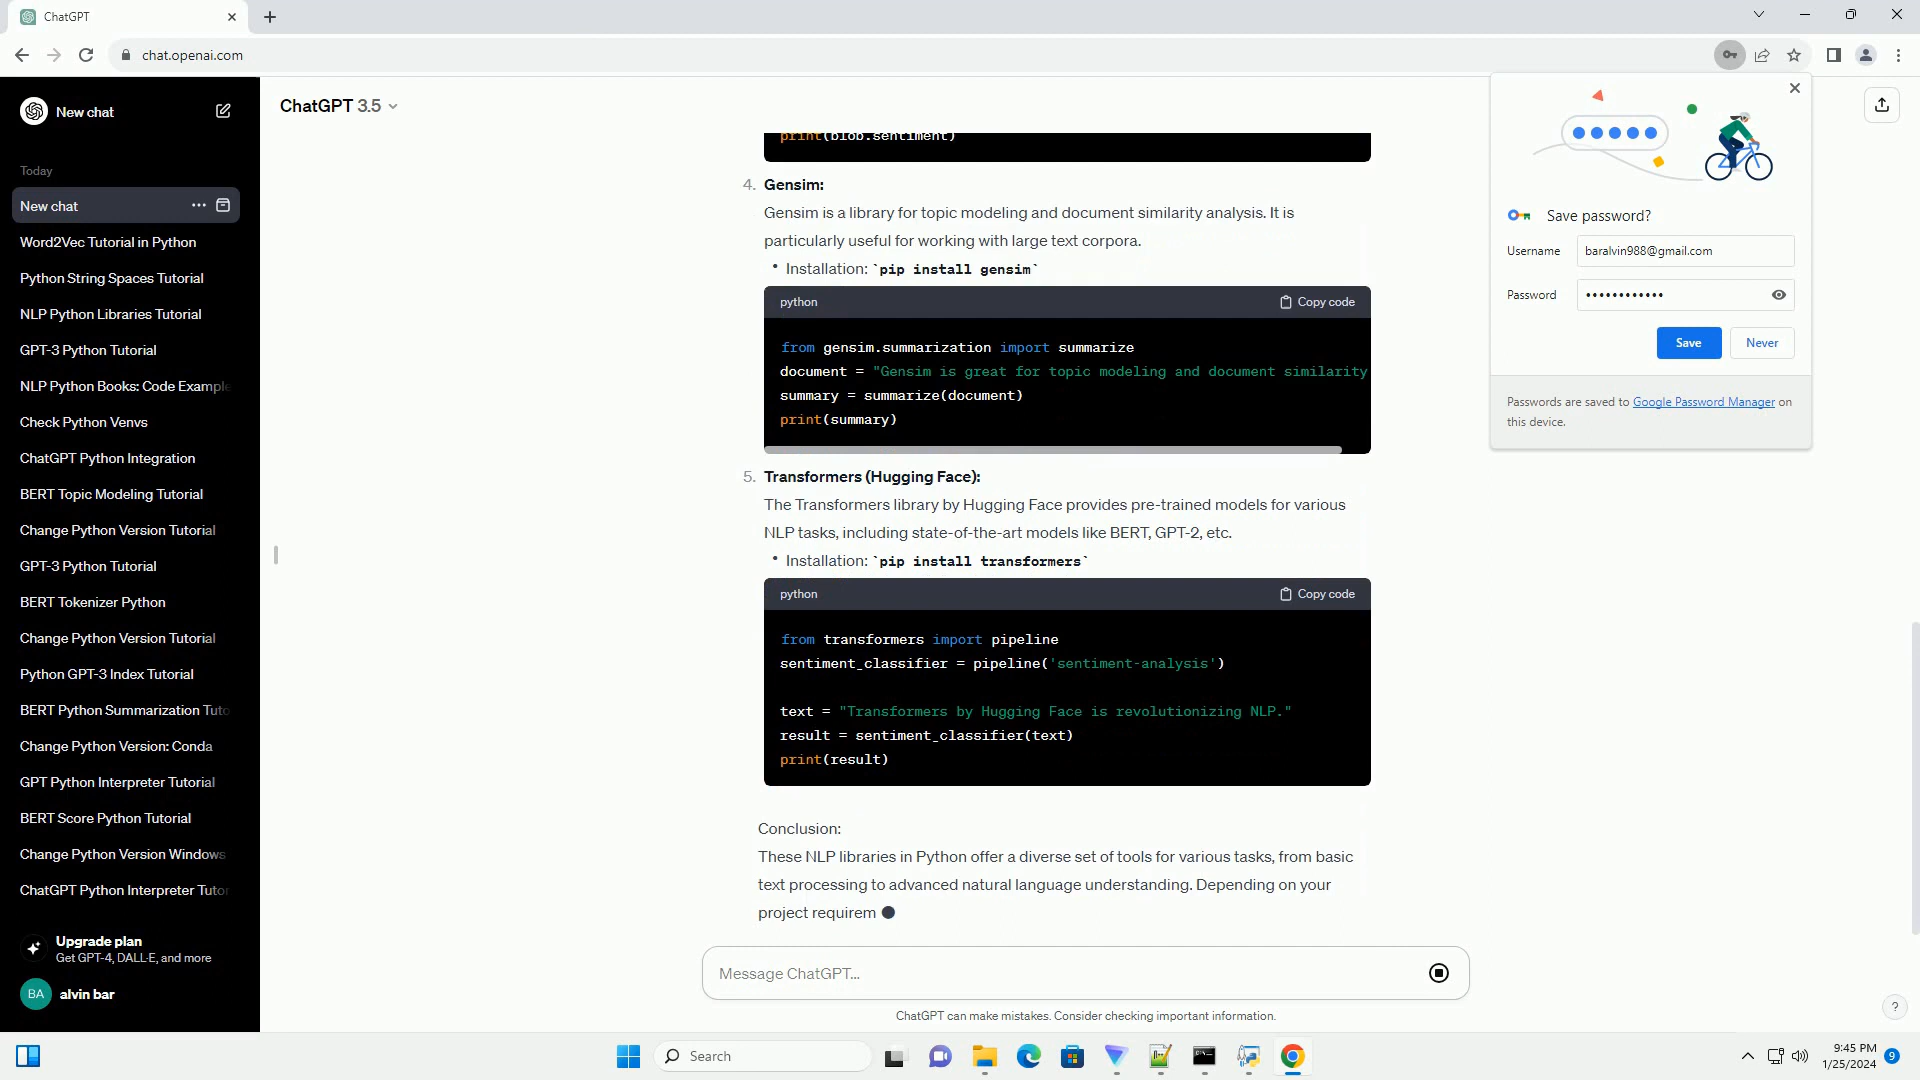 ChatGPT
chat.openai.com
New chat
Today
New chat
Word2Vec Tutorial in Python
Python String Spaces Tutorial
NLP Python Libraries Tutorial
GPT-3 Python Tutorial
NLP Python Books: Code Example
Check Python Venvs
ChatGPT Python Integration
BERT Topic Modeling Tutorial
Change Python Version Tutorial
GPT-3 Python Tutorial
BERT Tokenizer Python
Change Python Version Tutorial
Python GPT-3 Index Tutorial
BERT Python Summarization Tuto
Change Python Version: Conda
GPT Python Interpreter Tutorial
BERT Score Python Tutorial
Change Python Version Windows
ChatGPT Python Interpreter Tutor
Upgrade plan
Get GPT-4, DALL·E, and more
BA
alvin bar
ChatGPT 3.5
print(blob.sentiment)
4. Gensim:
Gensim is a library for topic modeling and document similarity analysis. It is
particularly useful for working with large text corpora.
• Installation: `pip install gensim`
python
Copy code
from gensim.summarization import summarize
document = "Gensim is great for topic modeling and document similarity
summary = summarize(document)
print(summary)
5. Transformers (Hugging Face):
The Transformers library by Hugging Face provides pre-trained models for various
NLP tasks, including state-of-the-art models like BERT, GPT-2, etc.
• Installation: `pip install transformers`
python
Copy code
from transformers import pipeline
sentiment_classifier = pipeline('sentiment-analysis')
text = "Transformers by Hugging Face is revolutionizing NLP."
result = sentiment_classifier(text)
print(result)
Conclusion:
These NLP libraries in Python offer a diverse set of tools for various tasks, from basic
text processing to advanced natural language understanding. Depending on your
project requirem
Message ChatGPT...
ChatGPT can make mistakes. Consider checking important information.
?
Save password?
Username
baralvin988@gmail.com
Password
••••••••••••
Save
Never
Passwords are saved to Google Password Manager on
this device.
Search
9:45 PM
1/25/2024
9